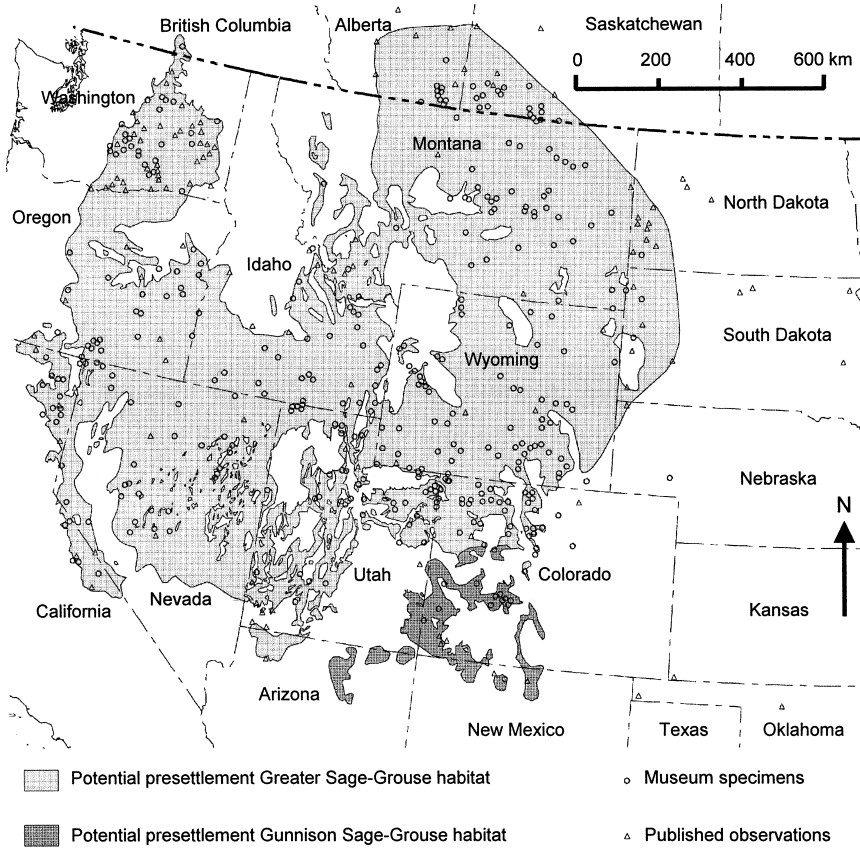 British Columbia
Alberta
Saskatchewan
0 200 400 600 km
Washington
Montana
Oregon
North Dakota
Idaho
South Dakota
Wyoming
Nebraska
N
Utah
Colorado
California
Nevada
Kansas
Arizona
New Mexico
Texas
Oklahoma
Potential presettlement Greater Sage-Grouse habitat
Museum specimens
Potential presettlement Gunnison Sage-Grouse habitat
Published observations